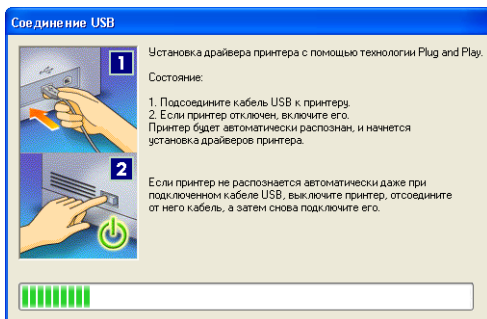 Соединение USB
1
Установка драйвера принтера с помощью технологии Plug and Play.
Состояние:
1. Подсоедините кабель USB к принтеру.
2. Если принтер отключен, включите его.
Принтер будет автоматически распознан, и начнется
установка драйверов принтера.
2
Если принтер не распознается автоматически даже при
подключенном кабеле USB, выключите принтер, отсоедините
от него кабель, а затем снова подключите его.